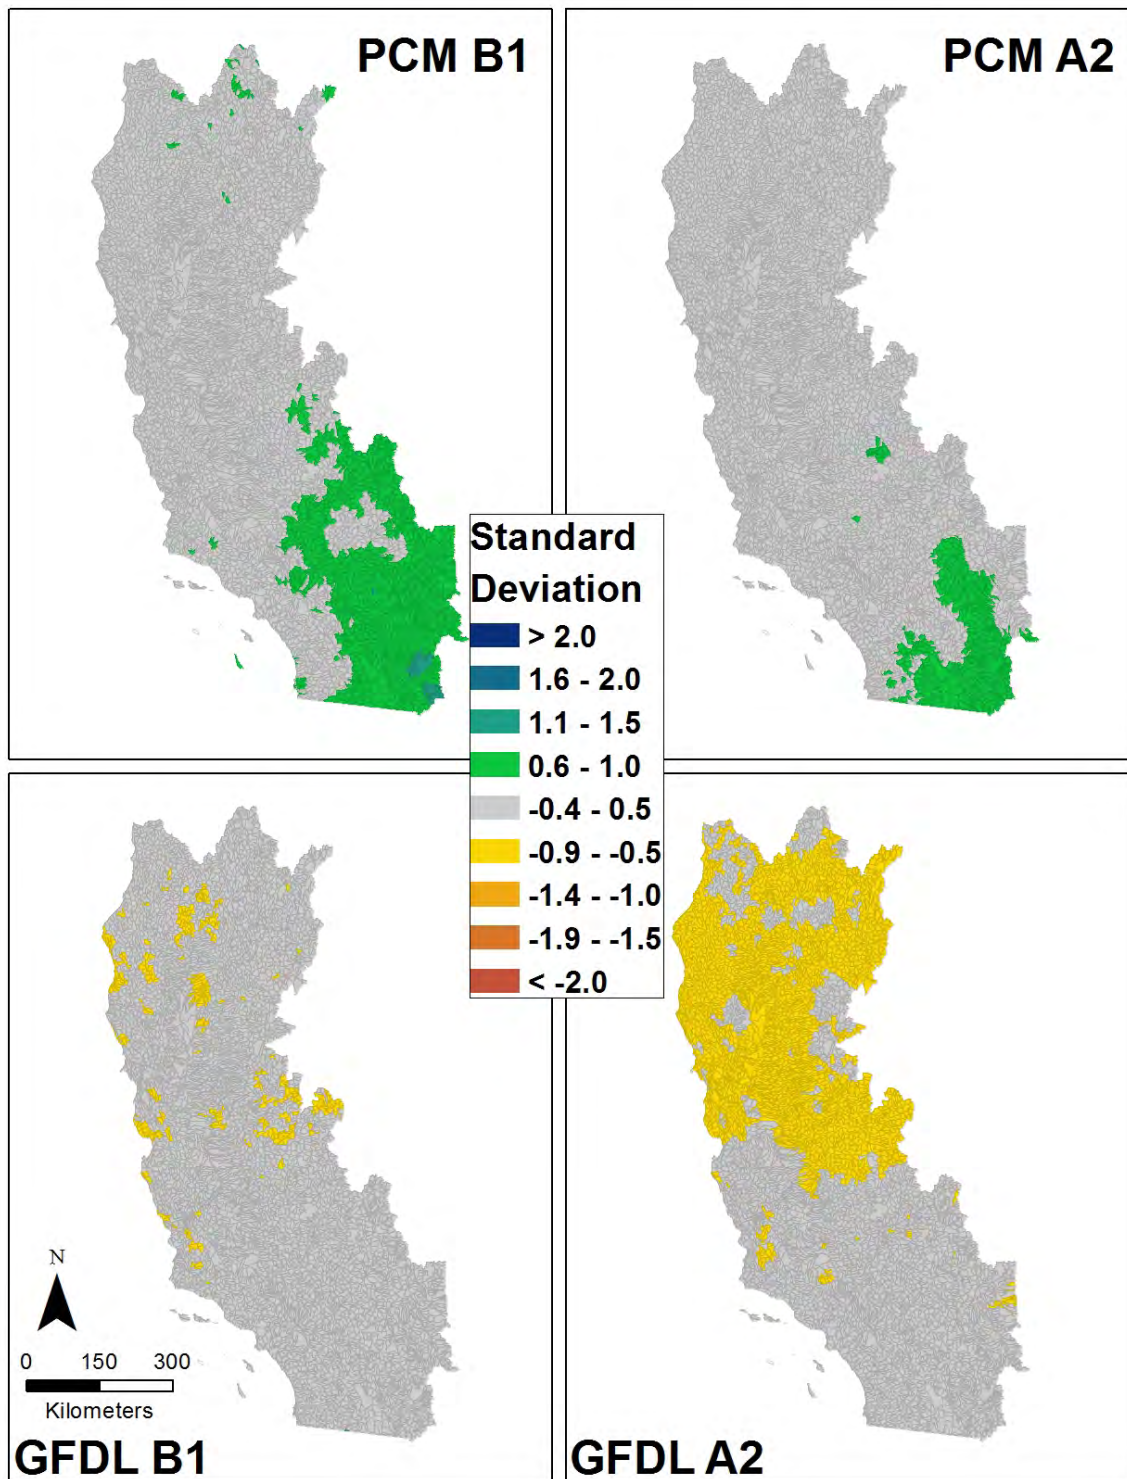 PCM B1
PCM A2
Standard
Deviation
> 2.0
1.6 - 2.0
1.1 - 1.5
0.6 - 1.0
-0.4 - 0.5
-0.9 - -0.5
-1.4 - -1.0
-1.9 - -1.5
< -2.0
N
0 150 300
Kilometers
GFDL B1
GFDL A2